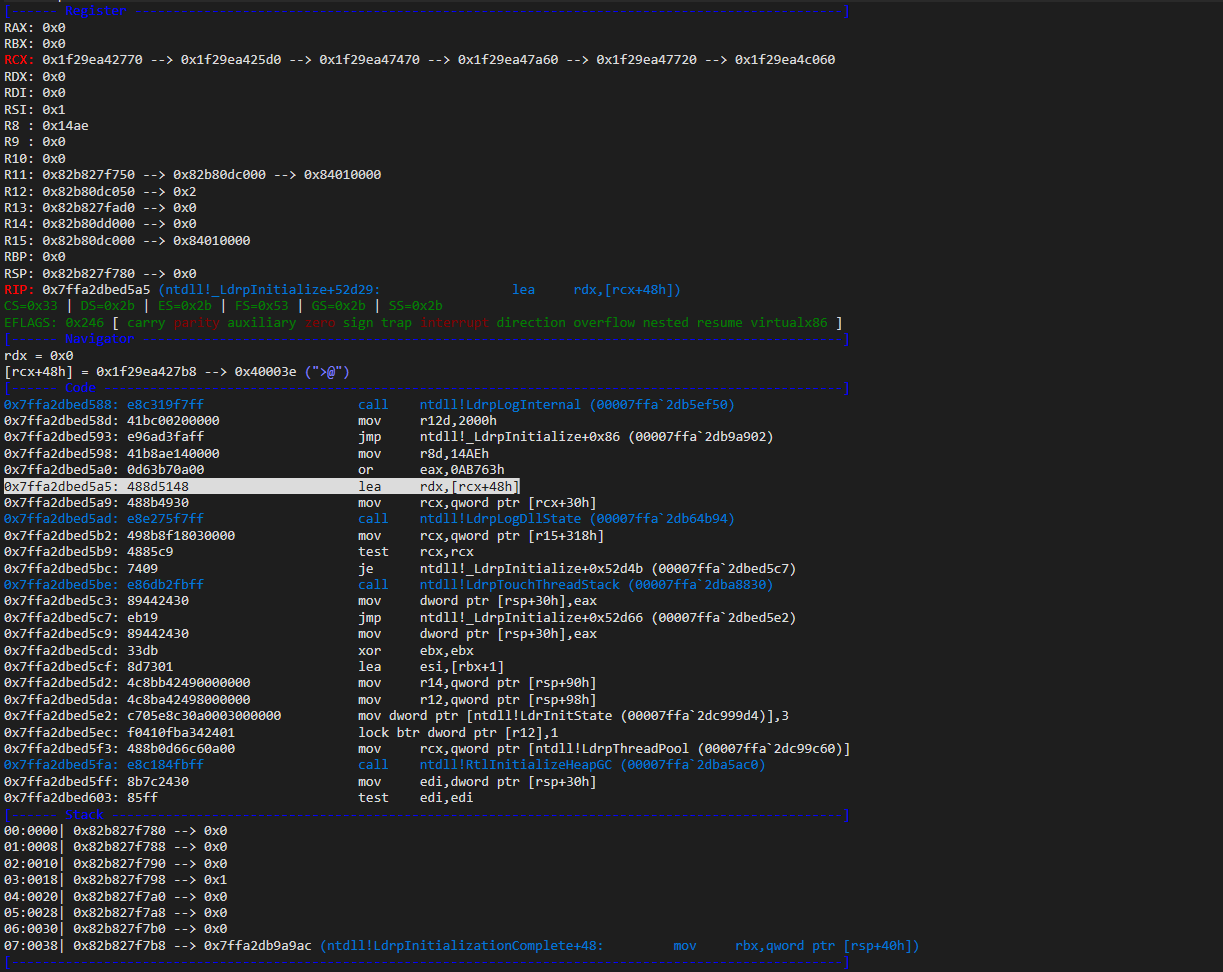 Register
RAX: 0x0
RBX: 0x0
RCX: 0x1f29ea42770 --> 0x1f29ea425d0 --> 0x1f29ea47470 --> 0x1f29ea47a60 --> 0x1f29ea47720 --> 0x1f29ea4c060
RDX: 0x0
RDI: 0x0
RSI: 0x1
R8 : 0x14ae
R9 : 0x0
R10: 0x0
R11: 0x82b827f750 --> 0x82b80dc000 --> 0x84010000
R12: 0x82b80dc050 --> 0x2
R13: 0x82b827fad0 --> 0x0
R14: 0x82b80dd000 --> 0x0
R15: 0x82b80dc000 --> 0x84010000
RBP: 0x0
RSP: 0x82b827f780 --> 0x0
RIP: 0x7ffa2dbed5a5 (ntdll!_LdrpInitialize+52d29: lea rdx,[rcx+48h])
CS=0x33 | DS=0x2b | ES=0x2b | FS=0x53 | GS=0x2b | SS=0x2b
EFLAGS: 0x246 [ carry parity auxiliary zero sign trap interrupt direction overflow nested resume virtualx86 ]
Navigator
rdx = 0x0
[rcx+48h] = 0x1f29ea427b8 --> 0x40003e (">@")
Code
0x7ffa2dbed588: e8c319f7ff call ntdll!LdrpLogInternal (00007ffa`2db5ef50)
0x7ffa2dbed58d: 41bc00200000 mov r12d,2000h
0x7ffa2dbed593: e96ad3faff jmp ntdll!_LdrpInitialize+0x86 (00007ffa`2db9a902)
0x7ffa2dbed598: 41b8ae140000 mov r8d,14AEh
0x7ffa2dbed5a0: 0d63b70a00 or eax,0AB763h
0x7ffa2dbed5a5: 488d5148 lea rdx,[rcx+48h]
0x7ffa2dbed5a9: 488b4930 mov rcx,qword ptr [rcx+30h]
0x7ffa2dbed5ad: e8e275f7ff call ntdll!LdrpLogDllState (00007ffa`2db64b94)
0x7ffa2dbed5b2: 498b8f18030000 mov rcx,qword ptr [r15+318h]
0x7ffa2dbed5b9: 4885c9 test rcx,rcx
0x7ffa2dbed5bc: 7409 je ntdll!_LdrpInitialize+0x52d4b (00007ffa`2dbed5c7)
0x7ffa2dbed5be: e86db2fbff call ntdll!LdrpTouchThreadStack (00007ffa`2dba8830)
0x7ffa2dbed5c3: 89442430 mov dword ptr [rsp+30h],eax
0x7ffa2dbed5c7: eb19 jmp ntdll!_LdrpInitialize+0x52d66 (00007ffa`2dbed5e2)
0x7ffa2dbed5c9: 89442430 mov dword ptr [rsp+30h],eax
0x7ffa2dbed5cd: 33db xor ebx,ebx
0x7ffa2dbed5cf: 8d7301 lea esi,[rbx+1]
0x7ffa2dbed5d2: 4c8bb42490000000 mov r14,qword ptr [rsp+90h]
0x7ffa2dbed5da: 4c8ba42498000000 mov r12,qword ptr [rsp+98h]
0x7ffa2dbed5e2: c705e8c30a0003000000 mov dword ptr [ntdll!LdrInitState (00007ffa`2dc999d4)],3
0x7ffa2dbed5ec: f0410fba342401 lock btr dword ptr [r12],1
0x7ffa2dbed5f3: 488b0d66c60a00 mov rcx,qword ptr [ntdll!LdrpThreadPool (00007ffa`2dc99c60)]
0x7ffa2dbed5fa: e8c184fbff call ntdll!RtlInitializeHeapGC (00007ffa`2dba5ac0)
0x7ffa2dbed5ff: 8b7c2430 mov edi,dword ptr [rsp+30h]
0x7ffa2dbed603: 85ff test edi,edi
Stack
00:0000| 0x82b827f780 --> 0x0
01:0008| 0x82b827f788 --> 0x0
02:0010| 0x82b827f790 --> 0x0
03:0018| 0x82b827f798 --> 0x1
04:0020| 0x82b827f7a0 --> 0x0
05:0028| 0x82b827f7a8 --> 0x0
06:0030| 0x82b827f7b0 --> 0x0
07:0038| 0x82b827f7b8 --> 0x7ffa2db9a9ac (ntdll!LdrpInitializationComplete+48: mov rbx,qword ptr [rsp+40h])